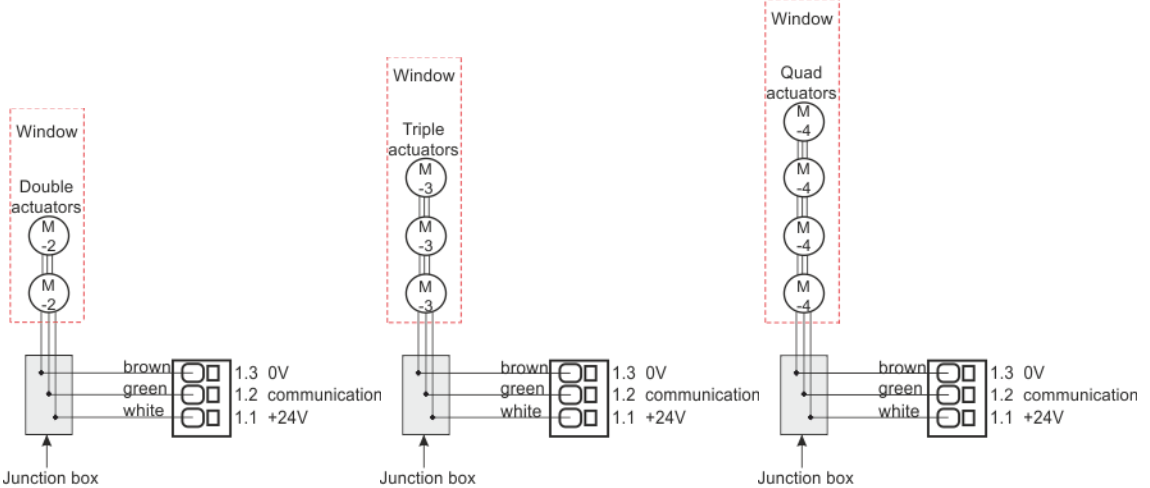 Window
Double
actuators
M
-2
M
-2
brown
green
white
1.3 0V
1.2 communication
1.1 +24V
Junction box
Window
Triple
actuators
M
-3
M
-3
M
-3
brown
green
white
1.3 0V
1.2 communication
1.1 +24V
Junction box
Window
Quad
actuators
M
-4
M
-4
M
-4
M
-4
brown
green
white
1.3 0V
1.2 communication
1.1 +24V
Junction box